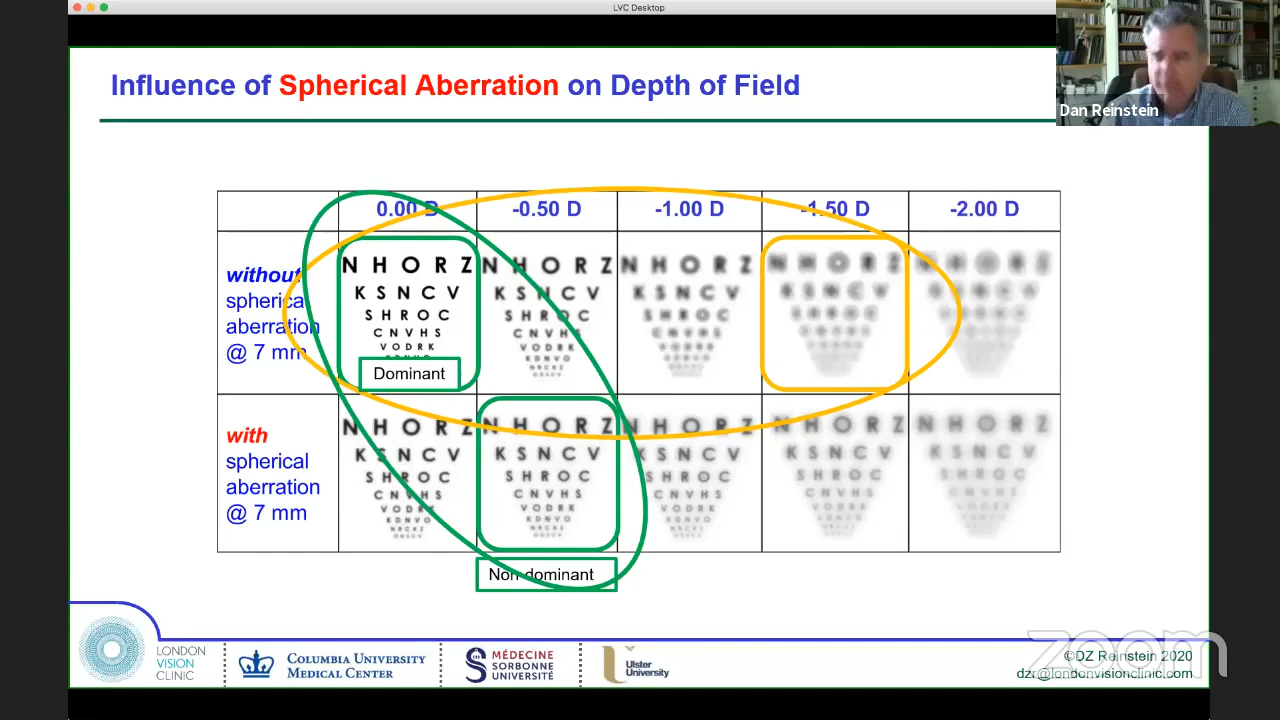 LVC Desktop
Influence of Spherical Aberration on Depth of Field
Dan Reinstein
0.00 D -0.50 D -1.00 D -1.50 D -2.00 D
without spherical aberration @ 7 mm
N H O R Z N H O R Z N H O R Z N H O R Z N H O R Z
K S N C V K S N C V K S N C V K S N C V
S H R O C S H R O C S H R O C
C N V H S C N V H S
V O D R K V O D R K
K D N V O
Dominant
with spherical aberration @ 7 mm
N H O R Z N H O R Z N H O R Z N H O R Z N H O R Z
K S N C V K S N C V K S N C V K S N C V K S N C V
S H R O C S H R O C S H R O C S H R O C S H R O C
C N V H S C N V H S C N V H S C N V H S
V O D R K V O D R K V O D R K
K D N V O K D N V O
Non-dominant
LONDON VISION CLINIC
COLUMBIA UNIVERSITY MEDICAL CENTER
MÉDECINE SORBONNE UNIVERSITÉ
Ulster University
zoom
©DZ Reinstein 2020
dzr@londonvisionclinic.com